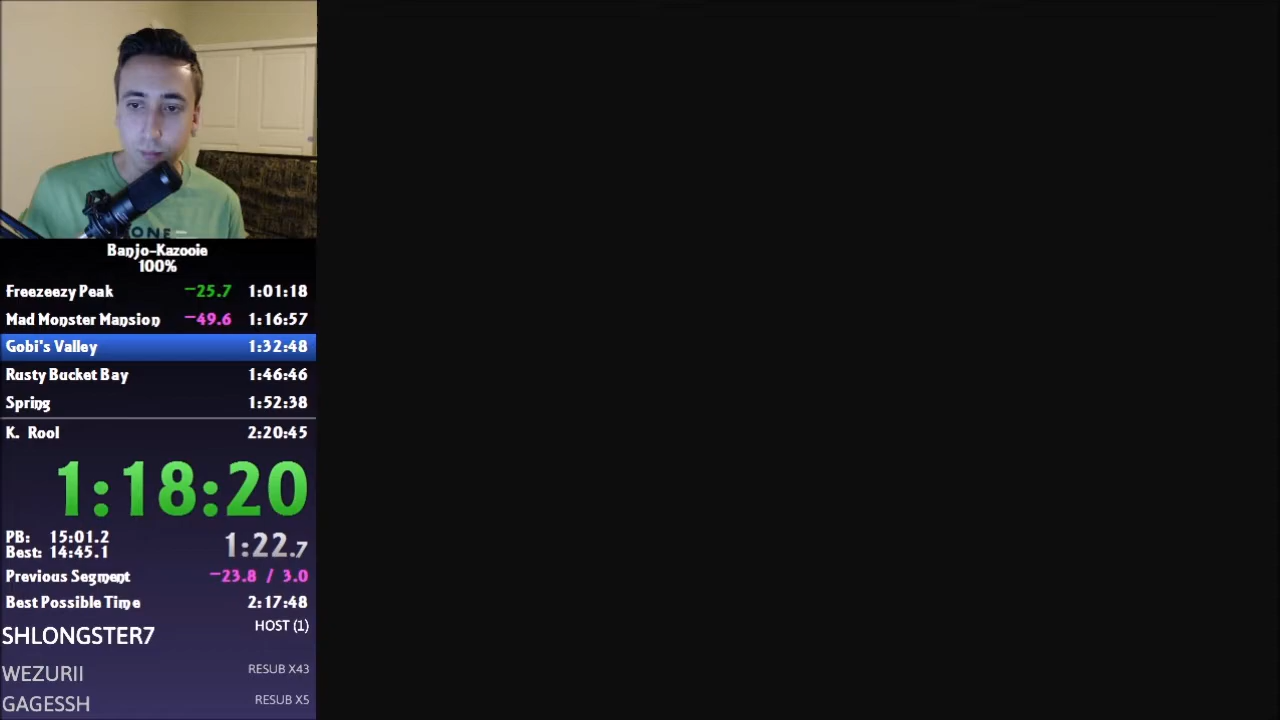 ONE
Banjo-Kazooie
100%
Freezeezy Peak −25.7 1:01:18
Mad Monster Mansion −49.6 1:16:57
Gobi's Valley 1:32:48
Rusty Bucket Bay 1:46:46
Spring 1:52:38
K. Rool 2:20:45
1:18:20
PB: 15:01.2
Best: 14:45.1
1:22.7
Previous Segment −23.8 / 3.0
Best Possible Time 2:17:48
SHLONGSTER7 HOST (1)
WEZURII RESUB X43
GAGESSH RESUB X5